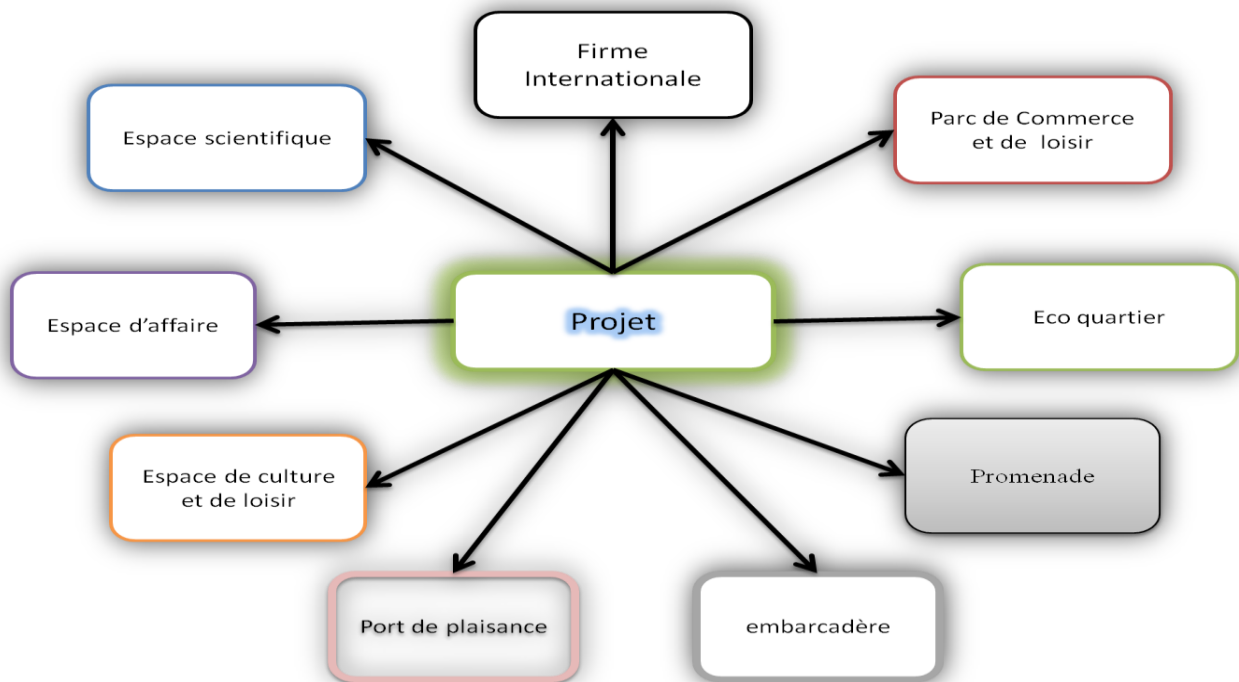 Firme
Internationale
Espace scientifique
Parc de Commerce
et de loisir
Espace d'affaire
Projet
Eco quartier
Espace de culture
et de loisir
Promenade
Port de plaisance
embarcadère